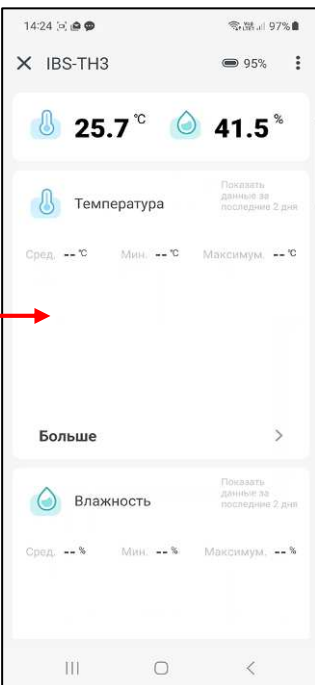 14:24 97%
IBS-TH3 95%
25.7 °C 41.5 %
Температура
Показать
данные за
последние 2 дня
Сред. -- °C Мин. -- °C Максимум. -- °C
Больше
Влажность
Показать
данные за
последние 2 дня
Сред. -- % Мин. -- % Максимум. -- %